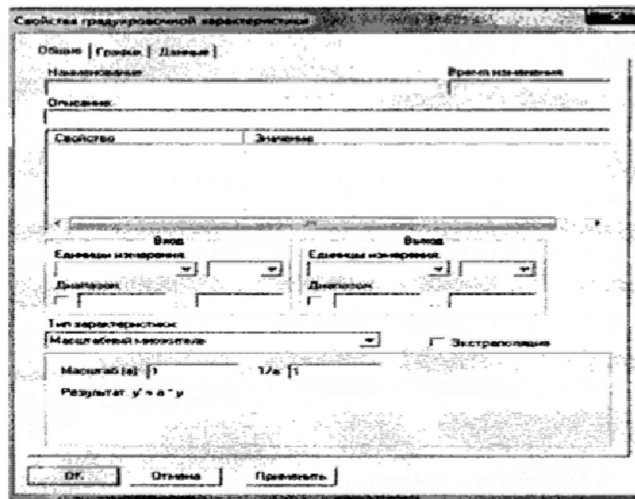 Свойства градуировочной характеристики
Общие График Данные
Наименование: Время изменения
Описание:
Свойство Значение
Вход Выход
Единицы измерения: Единицы измерения:
Диапазон: Диапазон:
Тип характеристики:
Масштабный множитель Экстраполяция
Масштаб (a): 1 1/a: 1
Результат: y' = a * y
OK Отмена Применить